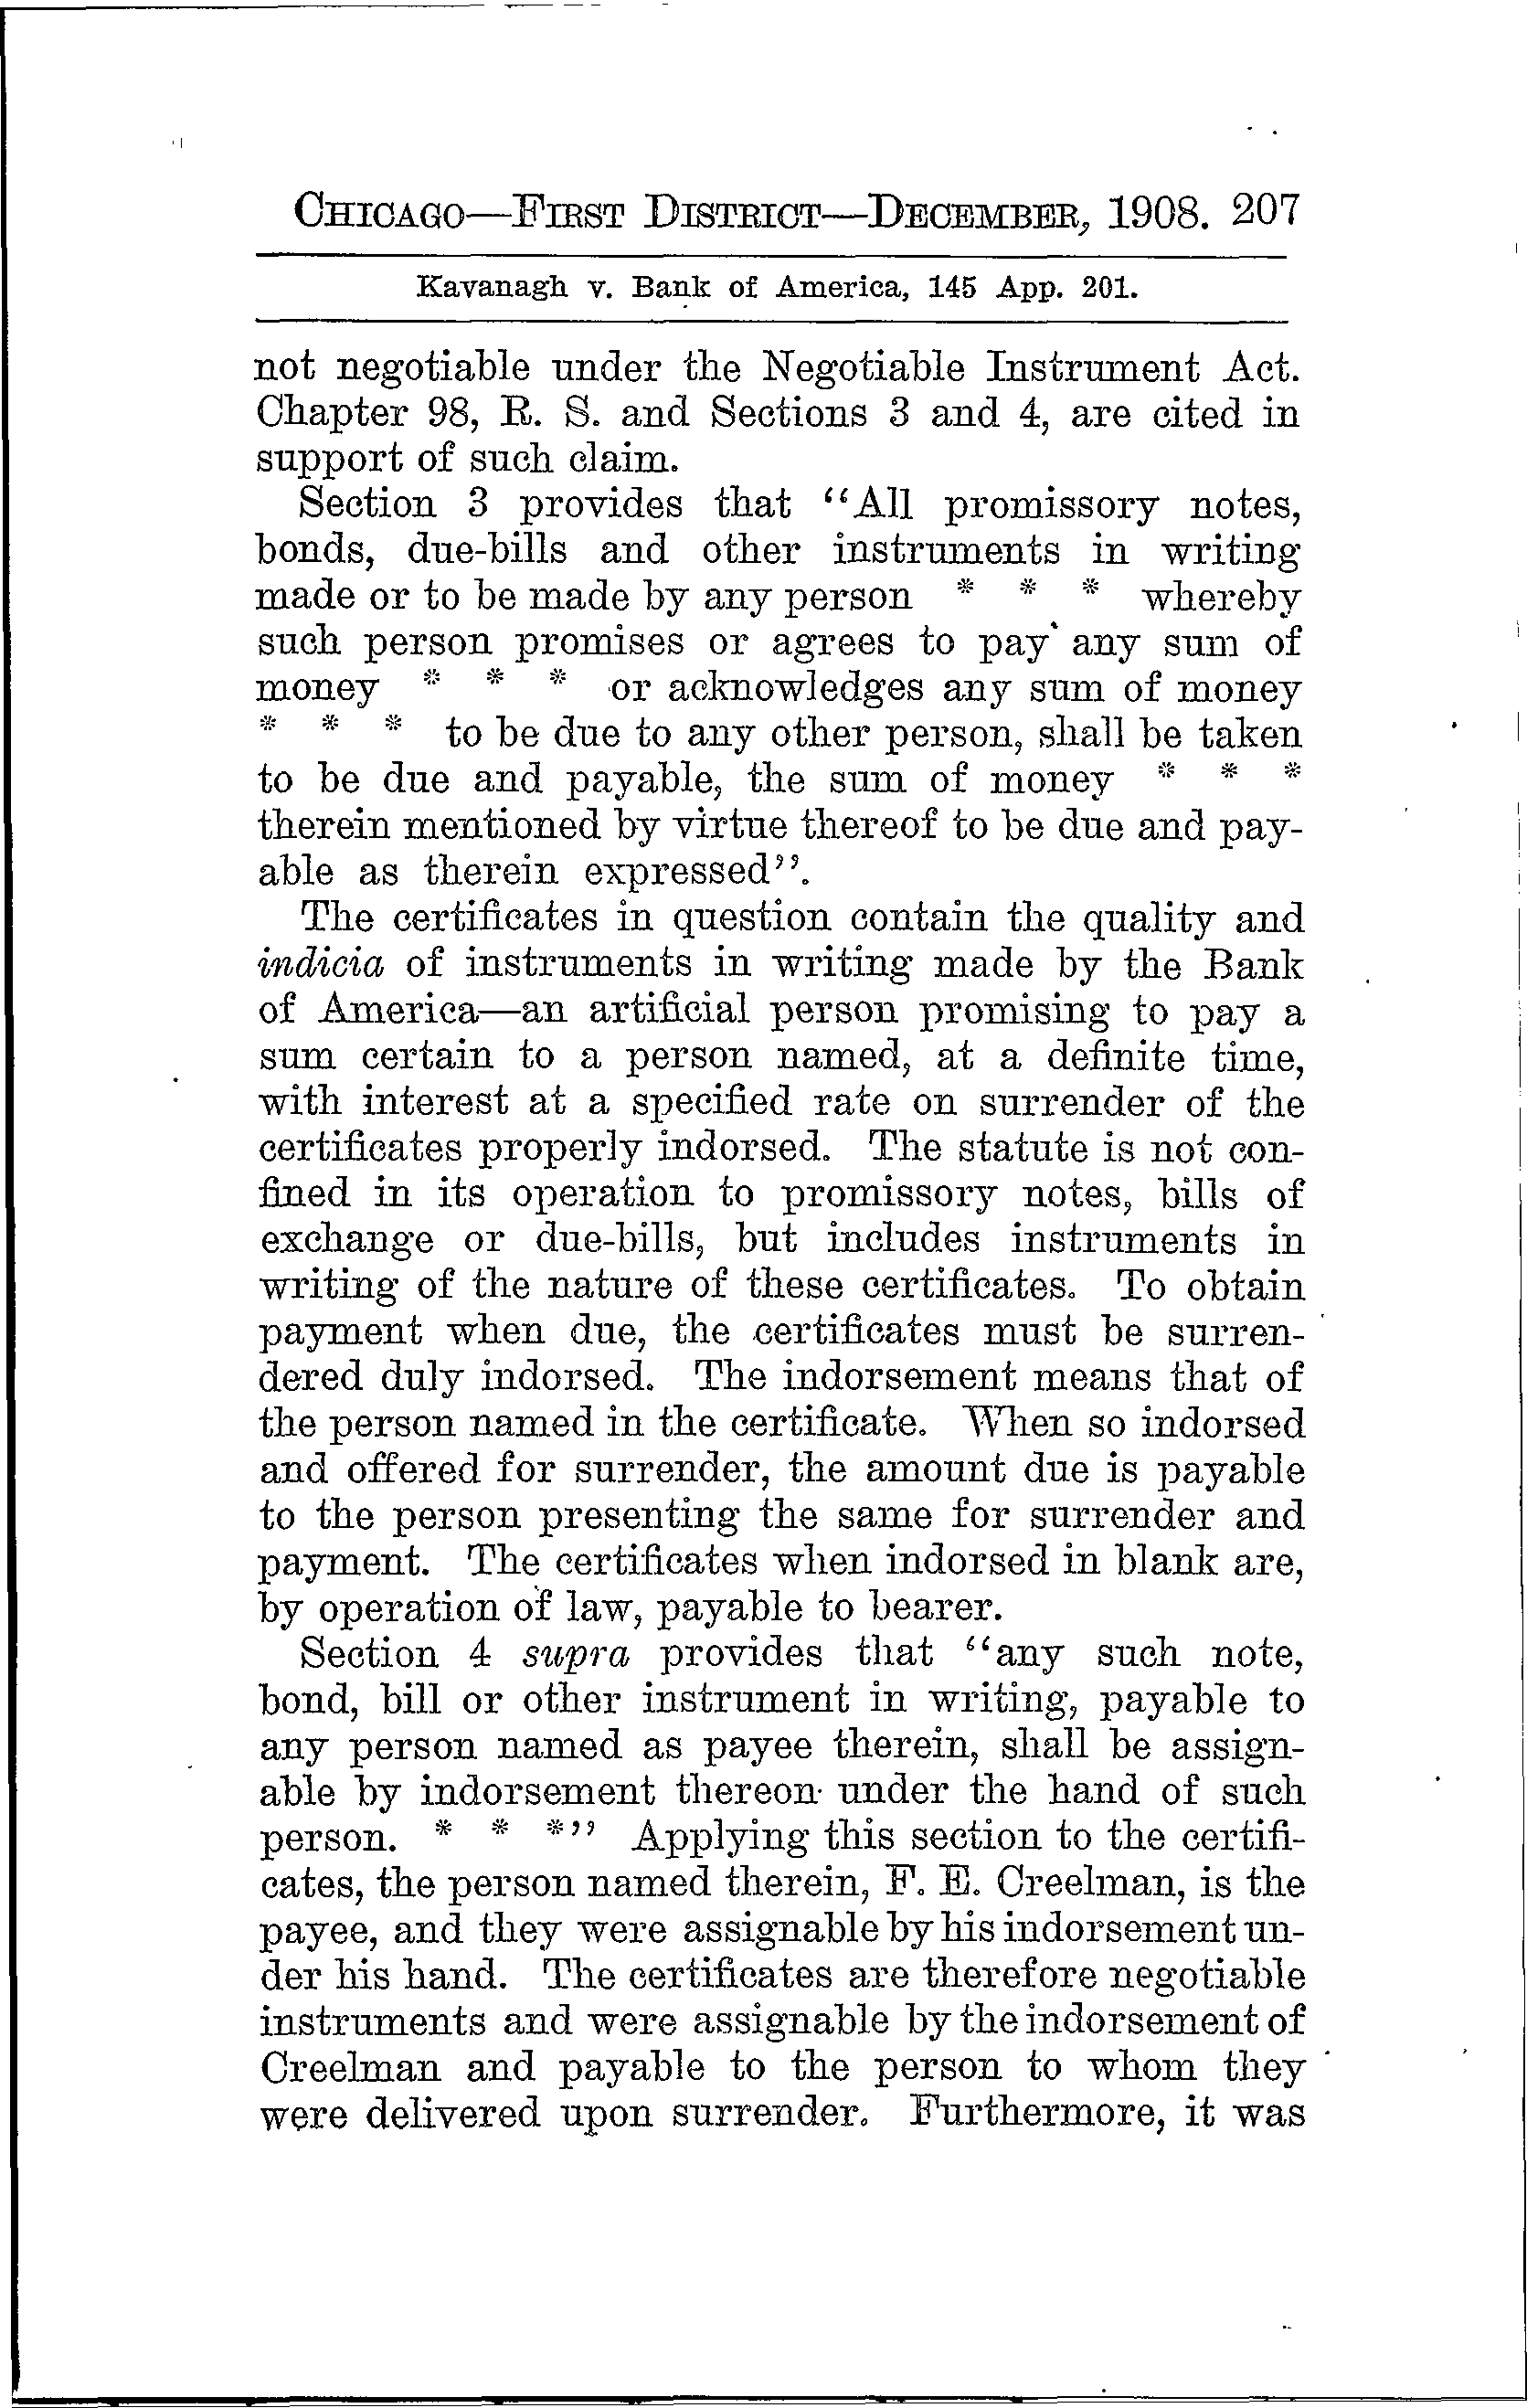 CHICAGO—FIRST DISTRICT—DECEMBER, 1908. 207
Kavanagh v. Bank of America, 145 App. 201.
not negotiable under the Negotiable Instrument Act.
Chapter 98, R. S. and Sections 3 and 4, are cited in
support of such claim.
Section 3 provides that "All promissory notes,
bonds, due-bills and other instruments in writing
made or to be made by any person * * * whereby
such person promises or agrees to pay any sum of
money * * * or acknowledges any sum of money
* * * to be due to any other person, shall be taken
to be due and payable, the sum of money * * *
therein mentioned by virtue thereof to be due and pay-
able as therein expressed".
The certificates in question contain the quality and
indicia of instruments in writing made by the Bank
of America—an artificial person promising to pay a
sum certain to a person named, at a definite time,
with interest at a specified rate on surrender of the
certificates properly indorsed. The statute is not con-
fined in its operation to promissory notes, bills of
exchange or due-bills, but includes instruments in
writing of the nature of these certificates. To obtain
payment when due, the certificates must be surren-
dered duly indorsed. The indorsement means that of
the person named in the certificate. When so indorsed
and offered for surrender, the amount due is payable
to the person presenting the same for surrender and
payment. The certificates when indorsed in blank are,
by operation of law, payable to bearer.
Section 4 supra provides that "any such note,
bond, bill or other instrument in writing, payable to
any person named as payee therein, shall be assign-
able by indorsement thereon under the hand of such
person. * * *" Applying this section to the certifi-
cates, the person named therein, F. E. Creelman, is the
payee, and they were assignable by his indorsement un-
der his hand. The certificates are therefore negotiable
instruments and were assignable by the indorsement of
Creelman and payable to the person to whom they
were delivered upon surrender. Furthermore, it was